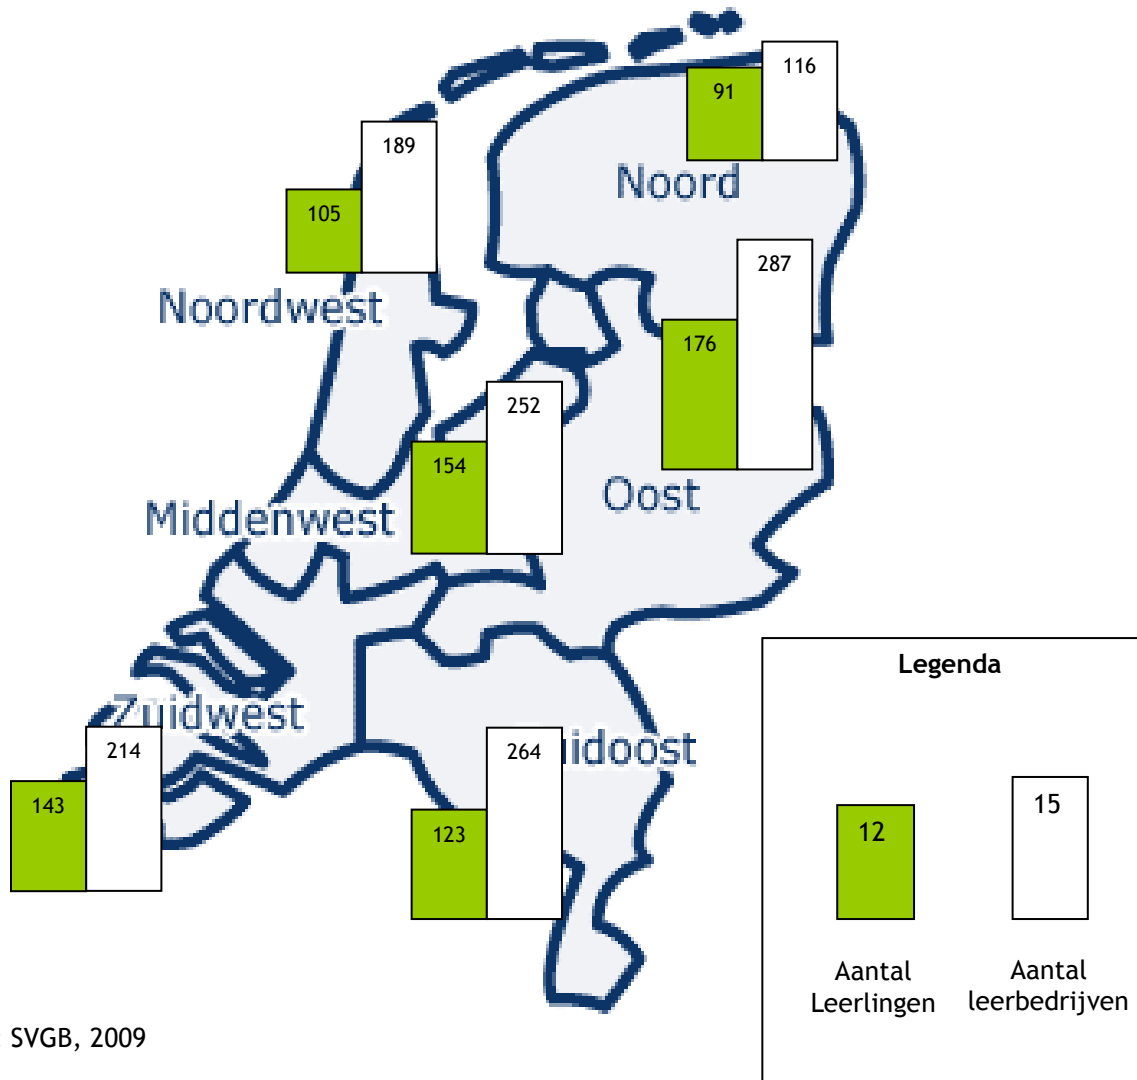 116
91
189
Noord
105
287
Noordwest
176
252
154
Oost
Middenwest
Legenda
Zuidwest
214
264
uidoost
143
123
15
12
Aantal
Leerlingen
Aantal
leerbedrijven
SVGB, 2009